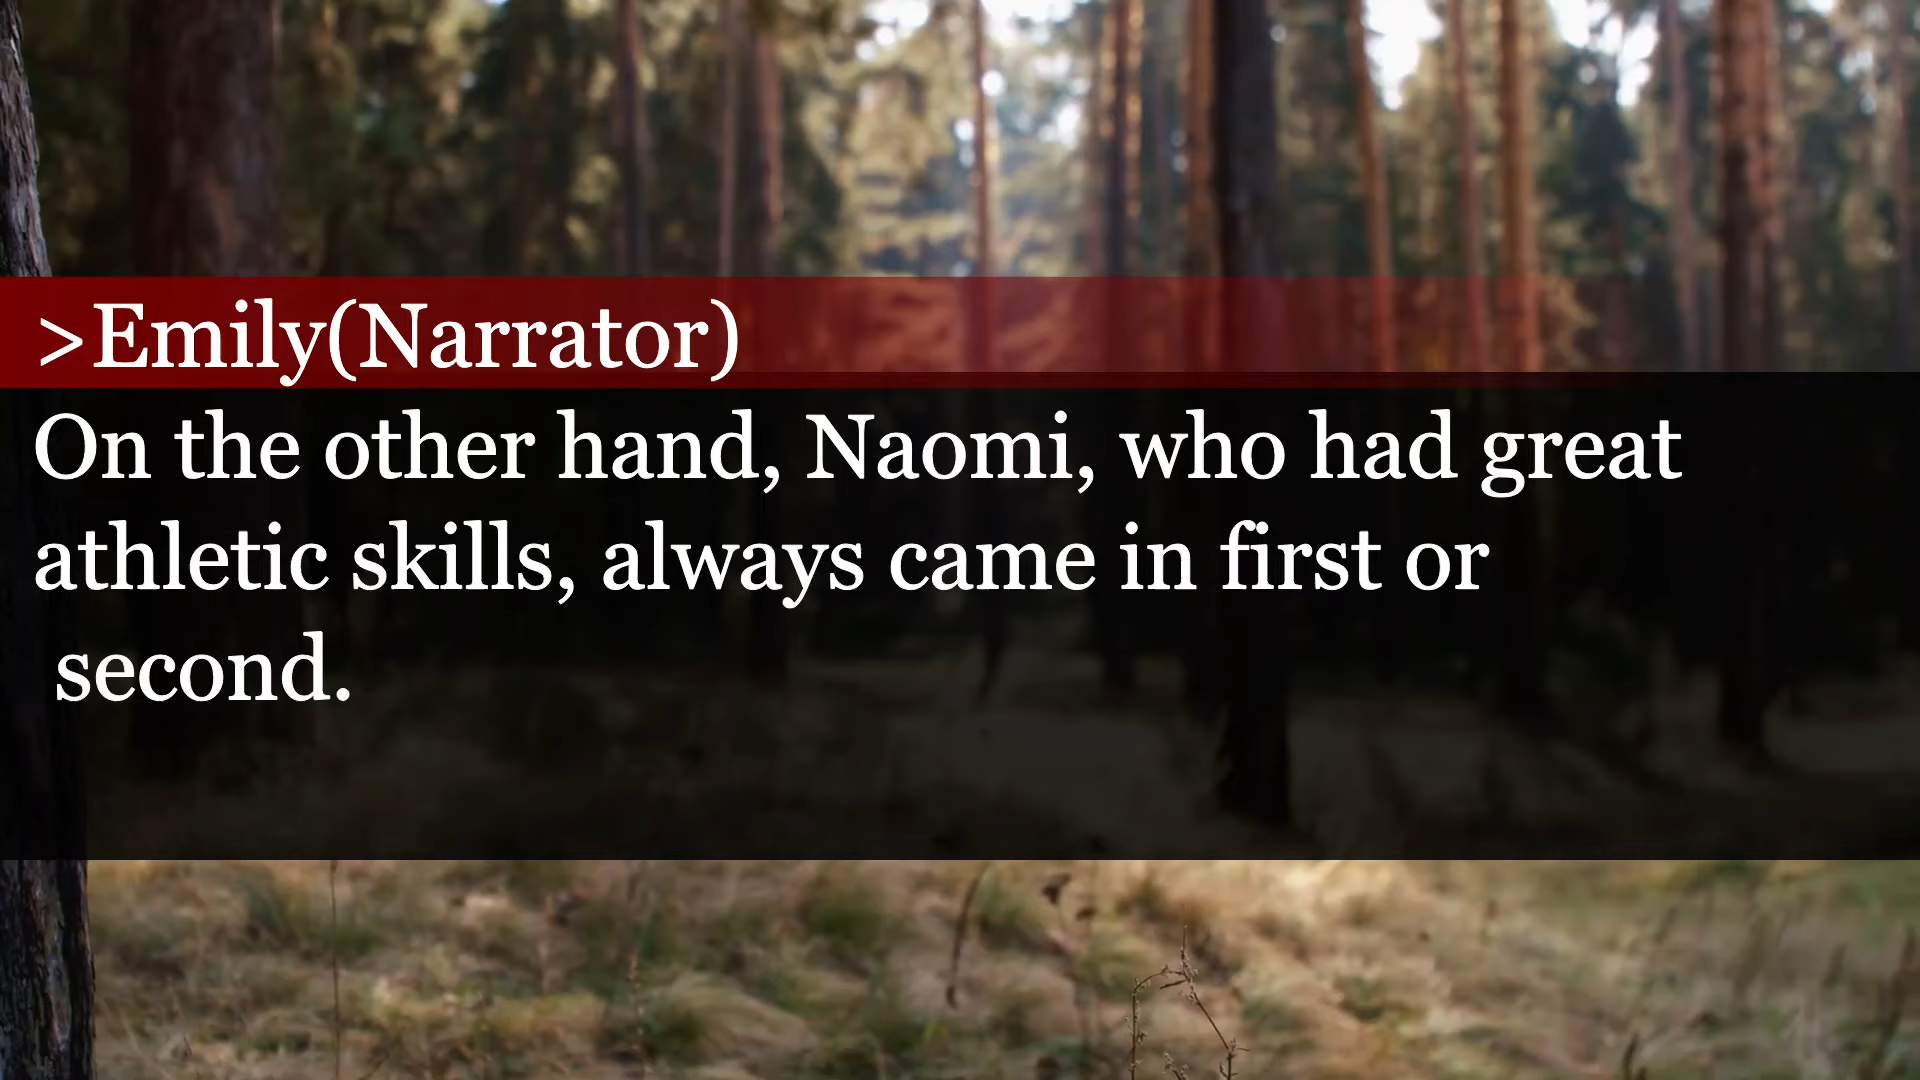 >Emily(Narrator)
On the other hand, Naomi, who had great
athletic skills, always came in first or
second.